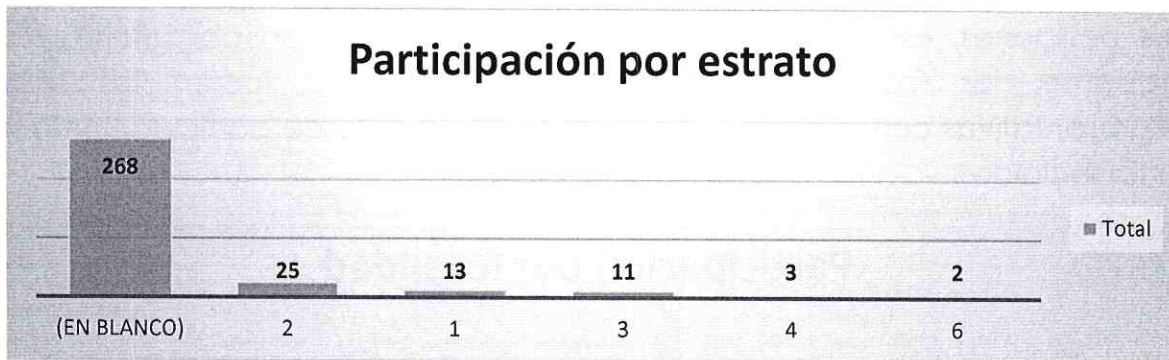 Participación por estrato
268
25 13 11 3 2
Total
(EN BLANCO) 2 1 3 4 6